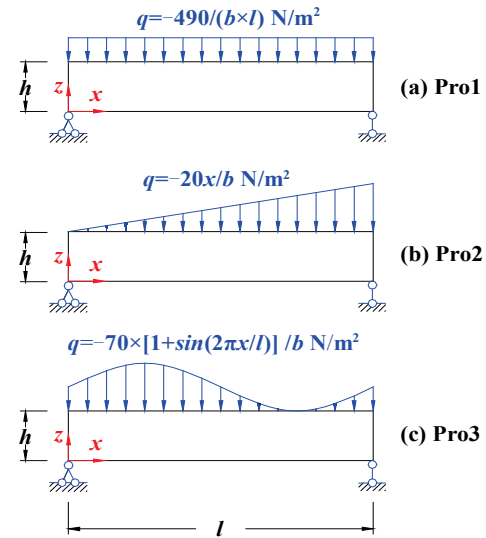 q=−490/(b×l) N/m²
h
z
x
(a) Pro1
q=−20x/b N/m²
h
z
x
(b) Pro2
q=−70×[1+sin(2πx/l)] /b N/m²
h
z
x
(c) Pro3
l